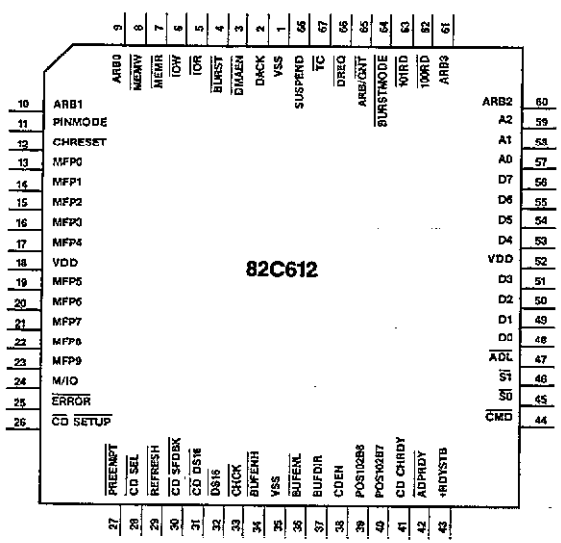 9 8 7 6 5 4 3 2 1 68 67 66 65 64 63 62 61
ARB0 MEMW MEMR IOW IOR BURST DMAEN DACK VSS SUSPEND TC DREQ ARB/GNT BURSTMODE 101RD 100RD ARB3
10 ARB1
11 PINMODE
12 CHRESET
13 MFP0
14 MFP1
15 MFP2
16 MFP3
17 MFP4
18 VDD
19 MFP5
20 MFP6
21 MFP7
22 MFP8
23 MFP9
24 M/IO
25 ERROR
26 CD SETUP
82C612
ARB2 60
A2 59
A1 58
A0 57
D7 56
D6 55
D5 54
D4 53
VDD 52
D3 51
D2 50
D1 49
D0 48
ADL 47
S1 46
S0 45
CMD 44
PREEMPT CD SEL REFRESH CD SFDBK CD DS16 DS16 CHCK BUFENH VSS BUFENL BUFDIR CDEN POS102B6 POS102B7 CD CHRDY ADPRDY +RDYSTB
27 28 29 30 31 32 33 34 35 36 37 38 39 40 41 42 43